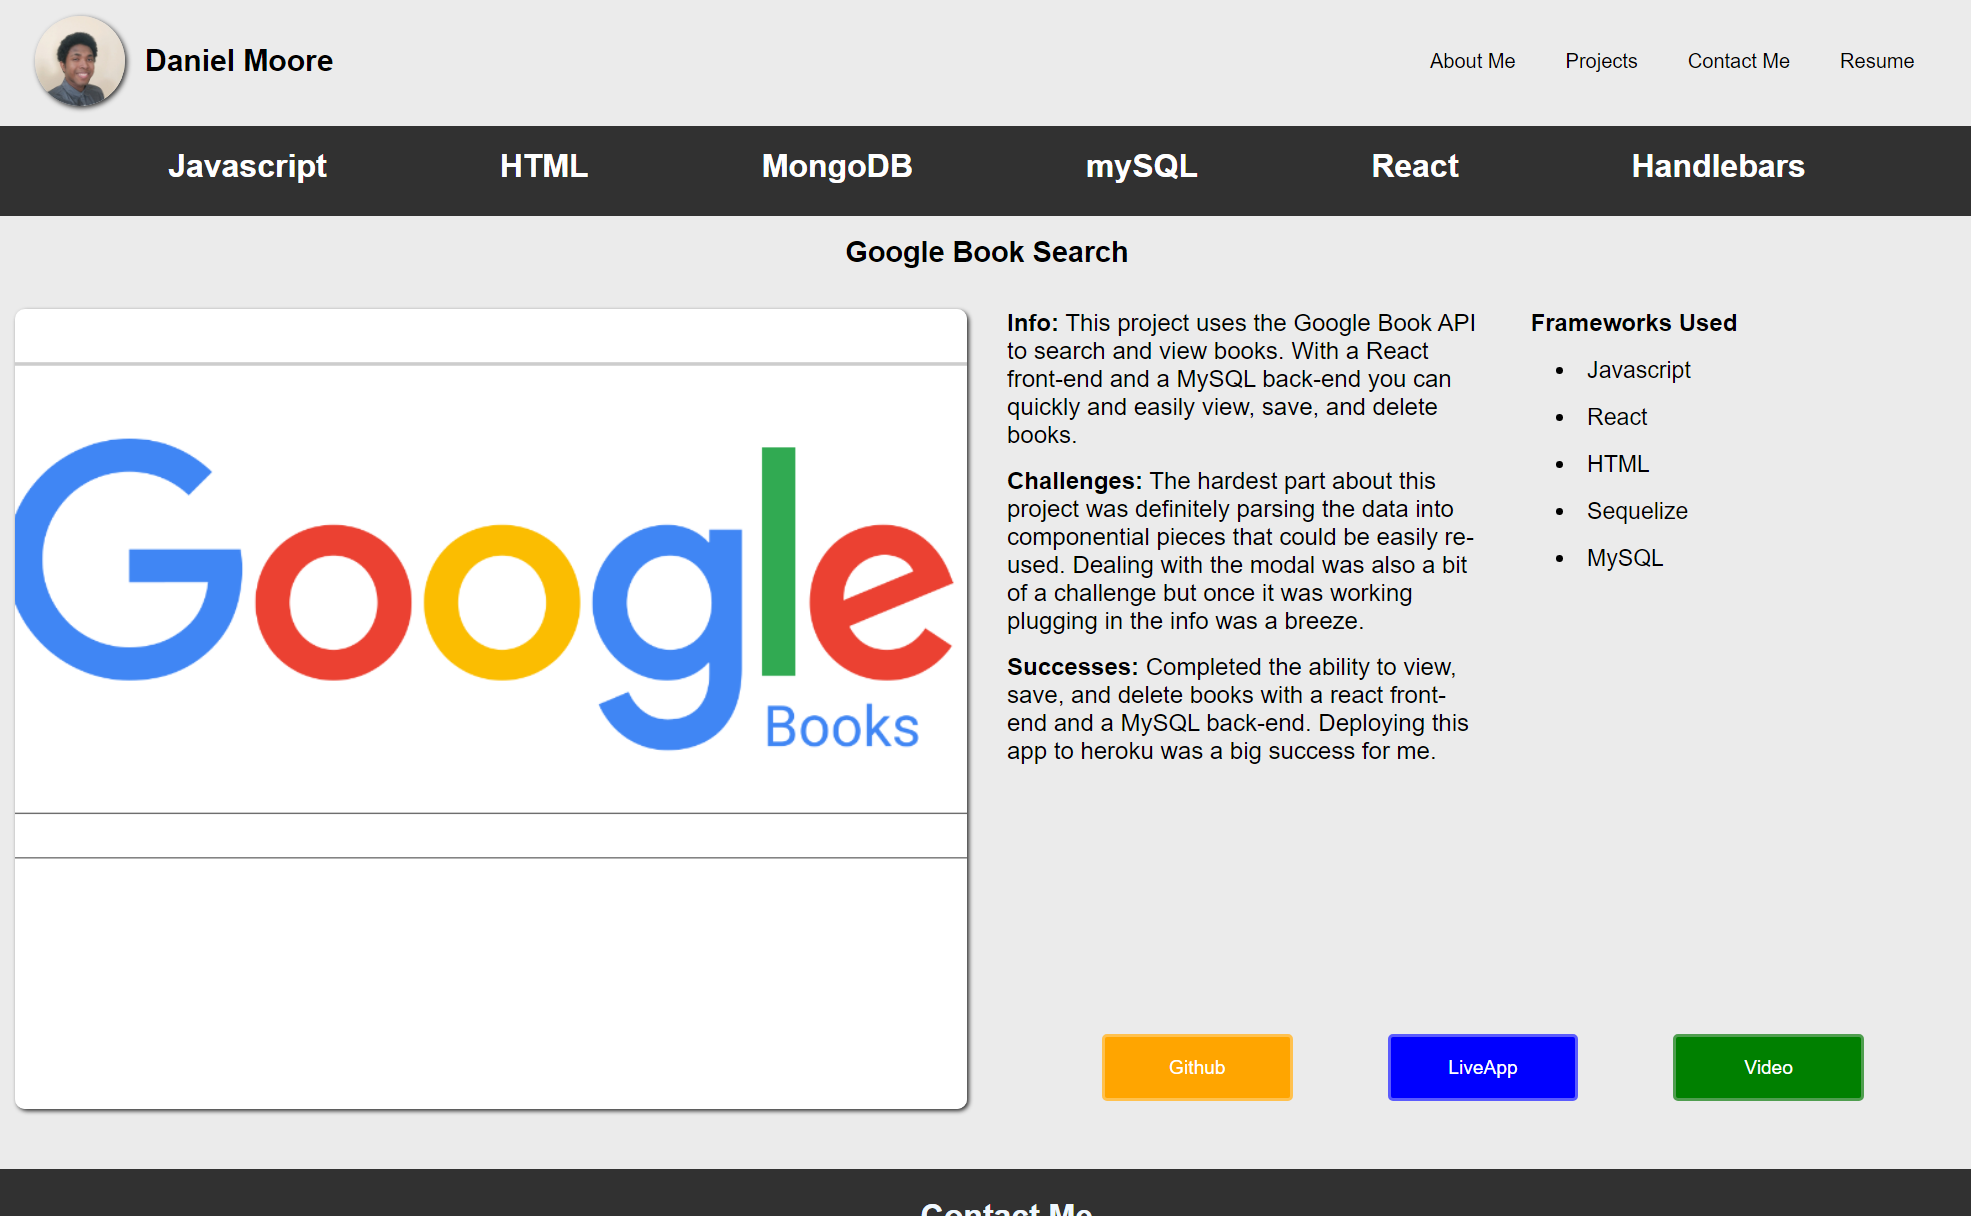 Daniel Moore
About Me Projects Contact Me Resume
Javascript HTML MongoDB mySQL React Handlebars
Google Book Search
Google
Books
Info: This project uses the Google Book API
to search and view books. With a React
front-end and a MySQL back-end you can
quickly and easily view, save, and delete
books.
Challenges: The hardest part about this
project was definitely parsing the data into
componential pieces that could be easily re-
used. Dealing with the modal was also a bit
of a challenge but once it was working
plugging in the info was a breeze.
Successes: Completed the ability to view,
save, and delete books with a react front-
end and a MySQL back-end. Deploying this
app to heroku was a big success for me.
Frameworks Used
Javascript
React
HTML
Sequelize
MySQL
Github LiveApp Video
Contact Me